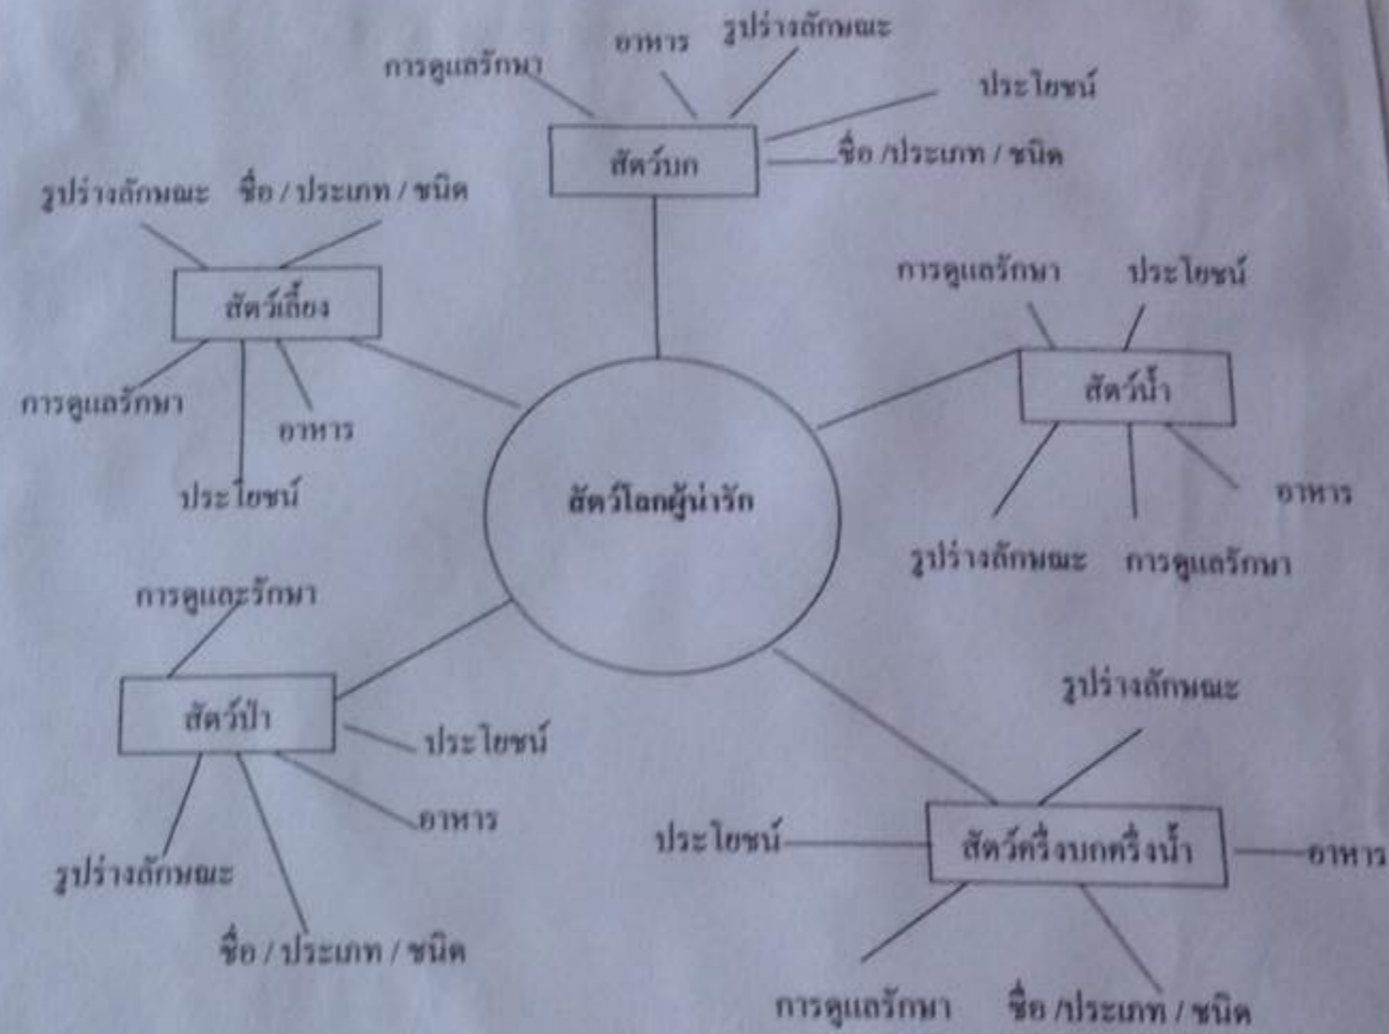 อาหาร รูปร่างลักษณะ
การดูแลรักษา
ประโยชน์
สัตว์บก
ชื่อ /ประเภท / ชนิด
รูปร่างลักษณะ ชื่อ / ประเภท / ชนิด
สัตว์เลี้ยง
การดูแลรักษา
อาหาร
ประโยชน์
การดูแลรักษา ประโยชน์
สัตว์น้ำ
อาหาร
รูปร่างลักษณะ การดูแลรักษา
สัตว์โลกผู้น่ารัก
การดูและรักษา
สัตว์ป่า
ประโยชน์
อาหาร
รูปร่างลักษณะ
ชื่อ / ประเภท / ชนิด
รูปร่างลักษณะ
ประโยชน์
สัตว์ครึ่งบกครึ่งน้ำ
อาหาร
การดูแลรักษา ชื่อ /ประเภท / ชนิด